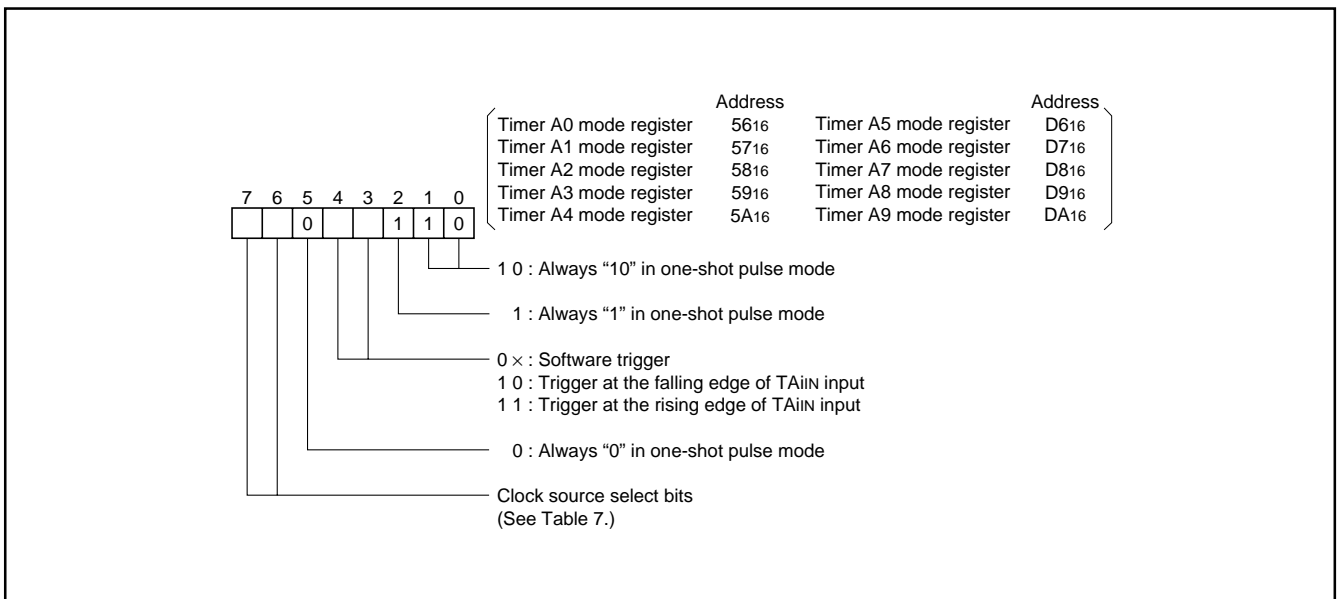 Address Address
Timer A0 mode register 5616 Timer A5 mode register D616
Timer A1 mode register 5716 Timer A6 mode register D716
Timer A2 mode register 5816 Timer A7 mode register D816
Timer A3 mode register 5916 Timer A8 mode register D916
Timer A4 mode register 5A16 Timer A9 mode register DA16
7 6 5 4 3 2 1 0
0 1 1 0
1 0 : Always “10” in one-shot pulse mode
1 : Always “1” in one-shot pulse mode
0 × : Software trigger
1 0 : Trigger at the falling edge of TAiIN input
1 1 : Trigger at the rising edge of TAiIN input
0 : Always “0” in one-shot pulse mode
Clock source select bits
(See Table 7.)